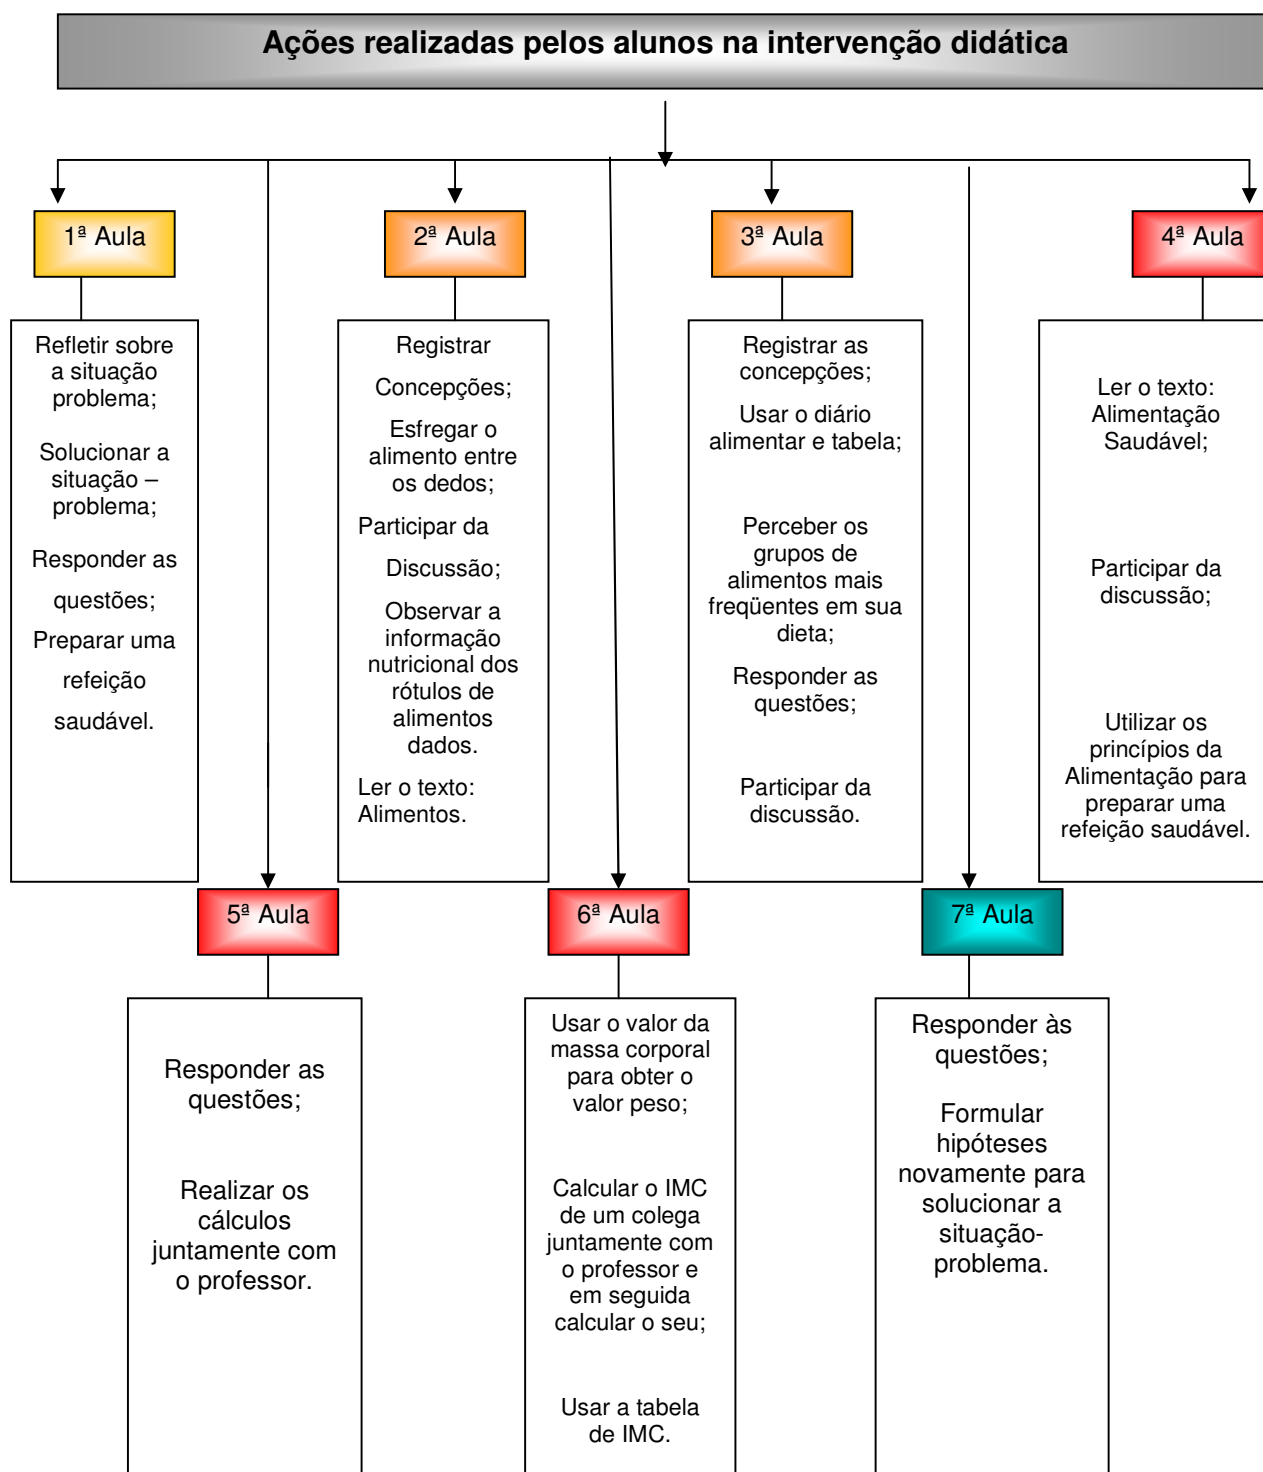 Ações realizadas pelos alunos na intervenção didática
1ª Aula
2ª Aula
3ª Aula
4ª Aula
Refletir sobre
a situação
problema;
Solucionar a
situação –
problema;
Responder as
questões;
Preparar uma
refeição
saudável.
Registrar
Concepções;
Esfregar o
alimento entre
os dedos;
Participar da
Discussão;
Observar a
informação
nutricional dos
rótulos de
alimentos
dados.
Ler o texto:
Alimentos.
Registrar as
concepções;
Usar o diário
alimentar e tabela;
Perceber os
grupos de
alimentos mais
freqüentes em sua
dieta;
Responder as
questões;
Participar da
discussão.
Ler o texto:
Alimentação
Saudável;
Participar da
discussão;
Utilizar os
princípios da
Alimentação para
preparar uma
refeição saudável.
5ª Aula
6ª Aula
7ª Aula
Responder as
questões;
Realizar os
cálculos
juntamente com
o professor.
Usar o valor da
massa corporal
para obter o
valor peso;
Calcular o IMC
de um colega
juntamente com
o professor e
em seguida
calcular o seu;
Usar a tabela
de IMC.
Responder às
questões;
Formular
hipóteses
novamente para
solucionar a
situação-
problema.